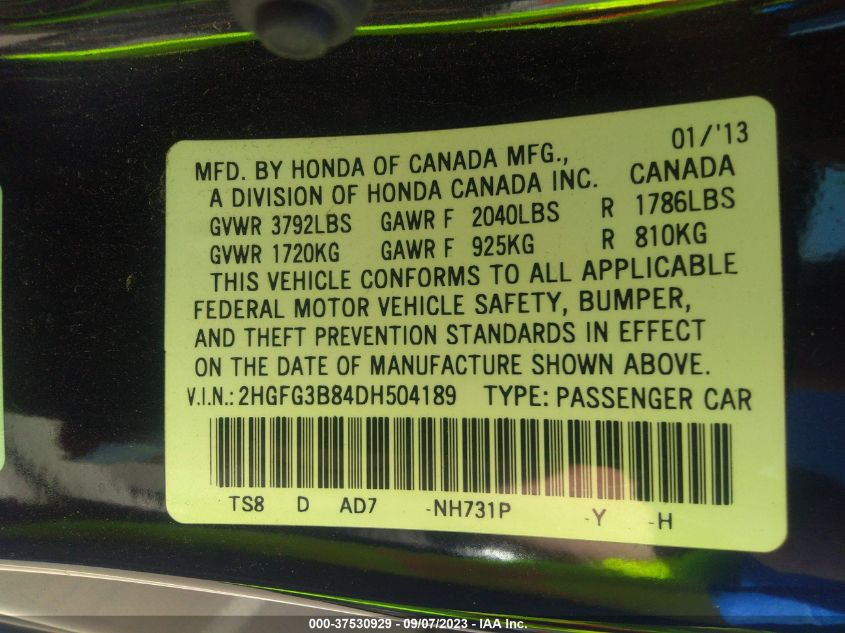 01/'13
MFD. BY HONDA OF CANADA MFG.,
A DIVISION OF HONDA CANADA INC. CANADA
GVWR 3792LBS GAWR F 2040LBS R 1786LBS
GVWR 1720KG GAWR F 925KG R 810KG
THIS VEHICLE CONFORMS TO ALL APPLICABLE
FEDERAL MOTOR VEHICLE SAFETY, BUMPER,
AND THEFT PREVENTION STANDARDS IN EFFECT
ON THE DATE OF MANUFACTURE SHOWN ABOVE.
V.I.N.: 2HGFG3B84DH504189 TYPE: PASSENGER CAR
TS8 D AD7 -NH731P -Y -H
000-37530929 - 09/07/2023 - IAA Inc.